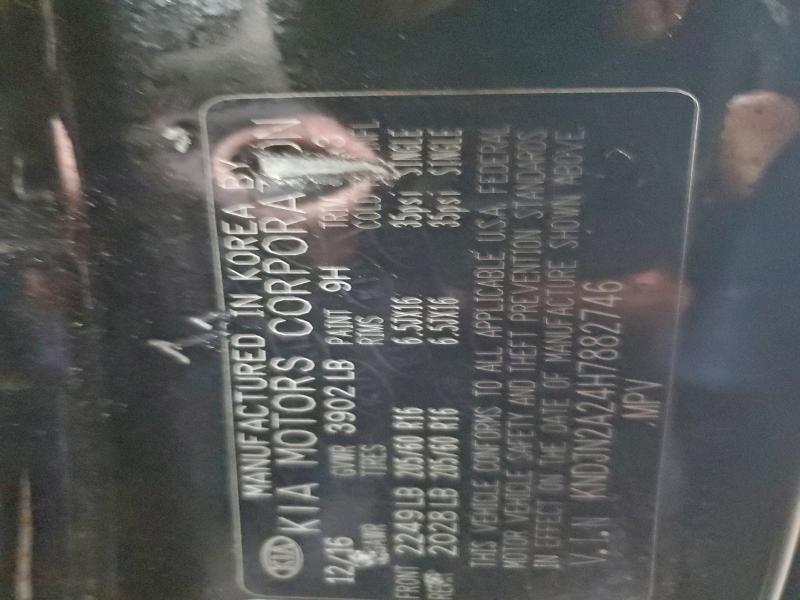 KIA MANUFACTURED IN KOREA BY
KIA MOTORS CORPORATION
12/16 GVWR 3902 LB PAINT 9H TRIM
GAWR TIRES RIMS COLD
FRONT 2249 LB 205/60 R16 6.5JX16 35psi SINGLE
REAR 2028 LB 205/60 R16 6.5JX16 35psi SINGLE
THIS VEHICLE CONFORMS TO ALL APPLICABLE U.S.A. FEDERAL
MOTOR VEHICLE SAFETY AND THEFT PREVENTION STANDARDS
IN EFFECT ON THE DATE OF MANUFACTURE SHOWN ABOVE.
V.I.N KNDJN2A24H7882746
MPV